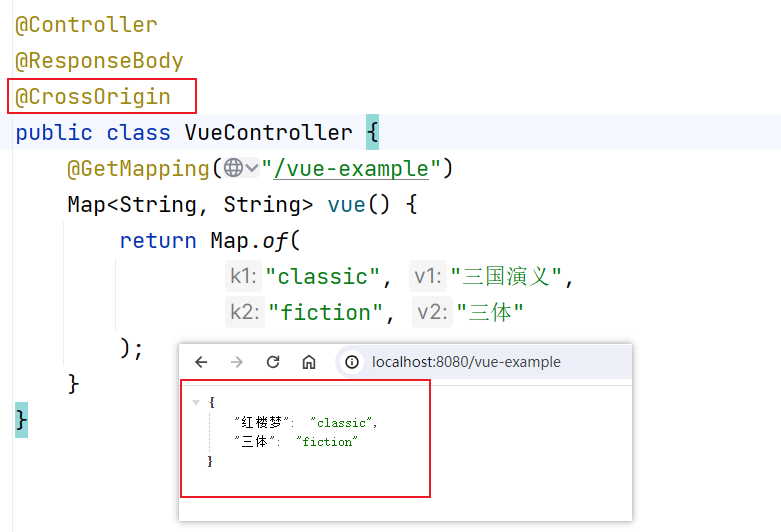 @Controller
@ResponseBody
@CrossOrigin
public class VueController {
@GetMapping("/vue-example")
Map<String, String> vue() {
return Map.of(
k1: "classic", v1: "三国演义",
k2: "fiction", v2: "三体"
);
}
}
localhost:8080/vue-example
{
"红楼梦": "classic",
"三体": "fiction"
}